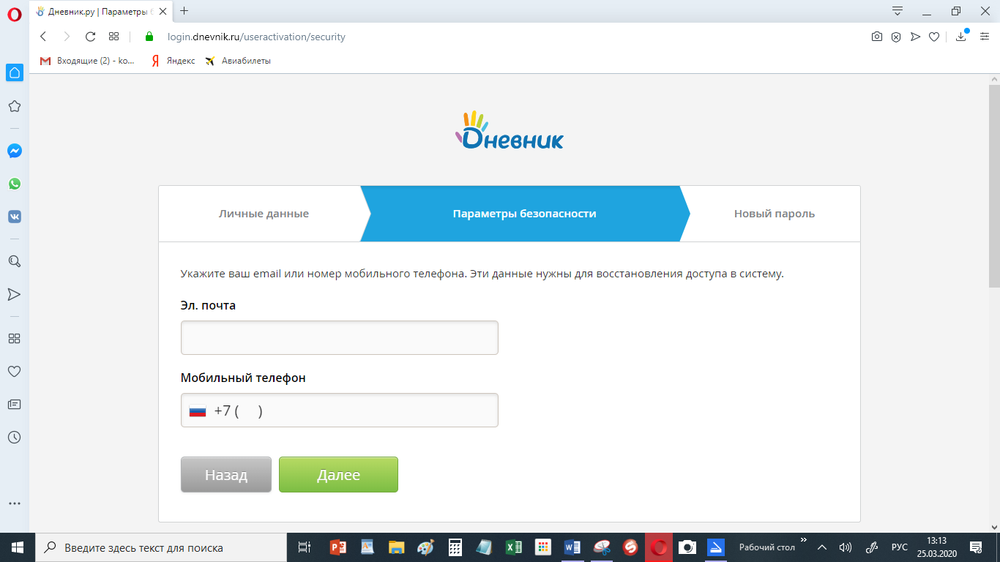 Дневник.ру | Параметры б
login.dnevnik.ru/useractivation/security
Входящие (2) - ko...
Яндекс
Авиабилеты
Дневник
Личные данные
Параметры безопасности
Новый пароль
Укажите ваш email или номер мобильного телефона. Эти данные нужны для восстановления доступа в систему.
Эл. почта
Мобильный телефон
+7 ( )
Назад
Далее
Введите здесь текст для поиска
Рабочий стол
»
РУС
13:13
25.03.2020